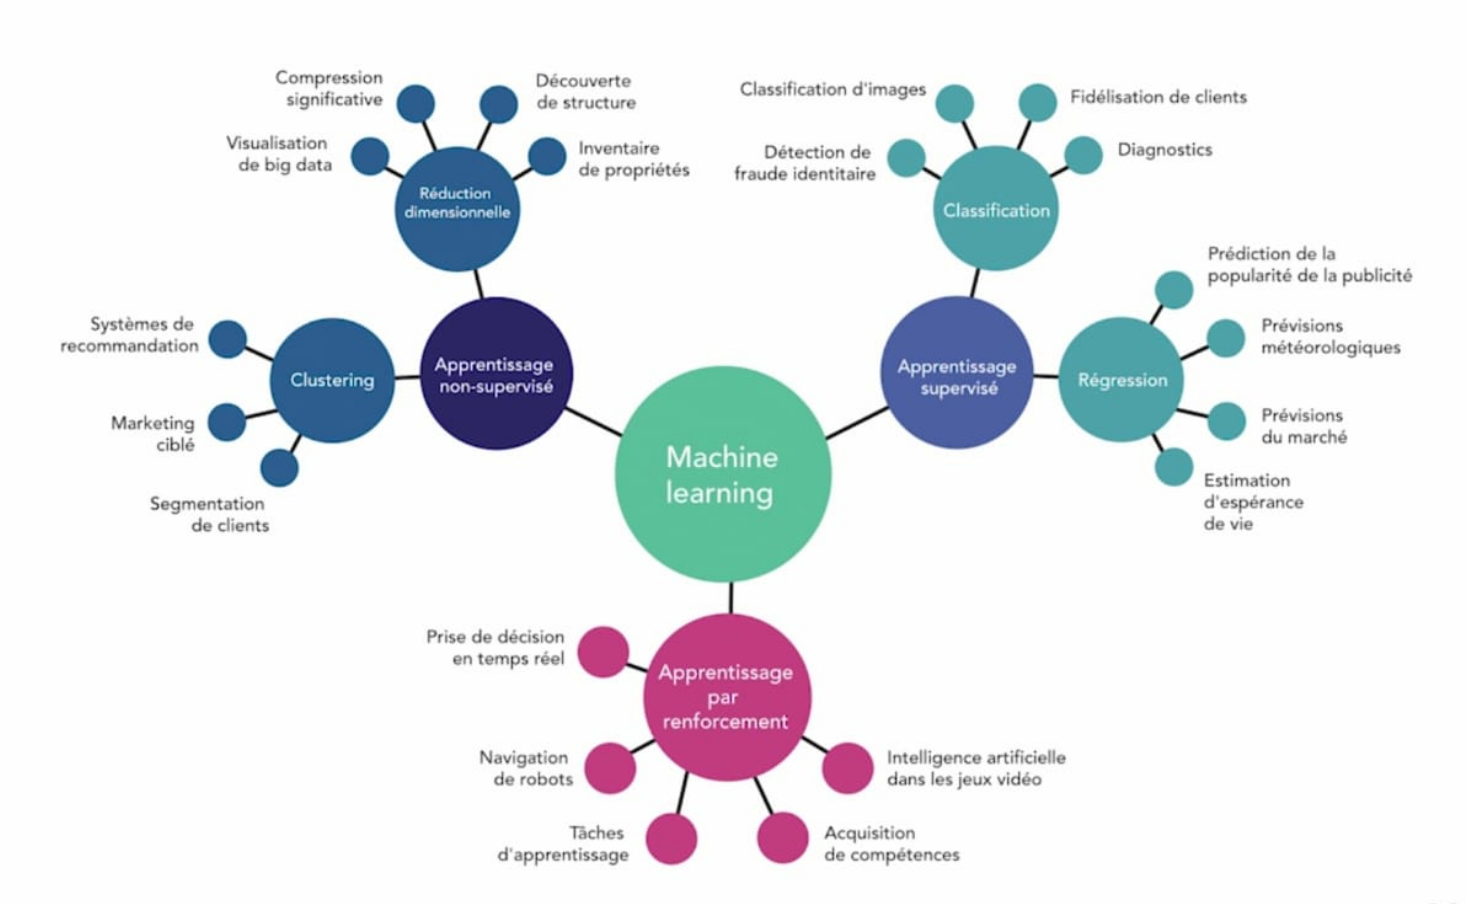 Compression
significative
Découverte
de structure
Visualisation
de big data
Inventaire
de propriétés
Réduction
dimensionnelle
Classification d'images
Fidélisation de clients
Détection de
fraude identitaire
Diagnostics
Classification
Systèmes de
recommandation
Marketing
ciblé
Segmentation
de clients
Clustering
Apprentissage
non-supervisé
Apprentissage
supervisé
Régression
Prédiction de la
popularité de la publicité
Prévisions
météorologiques
Prévisions
du marché
Estimation
d'espérance
de vie
Machine
learning
Apprentissage
par
renforcement
Prise de décision
en temps réel
Navigation
de robots
Tâches
d'apprentissage
Acquisition
de compétences
Intelligence artificielle
dans les jeux vidéo